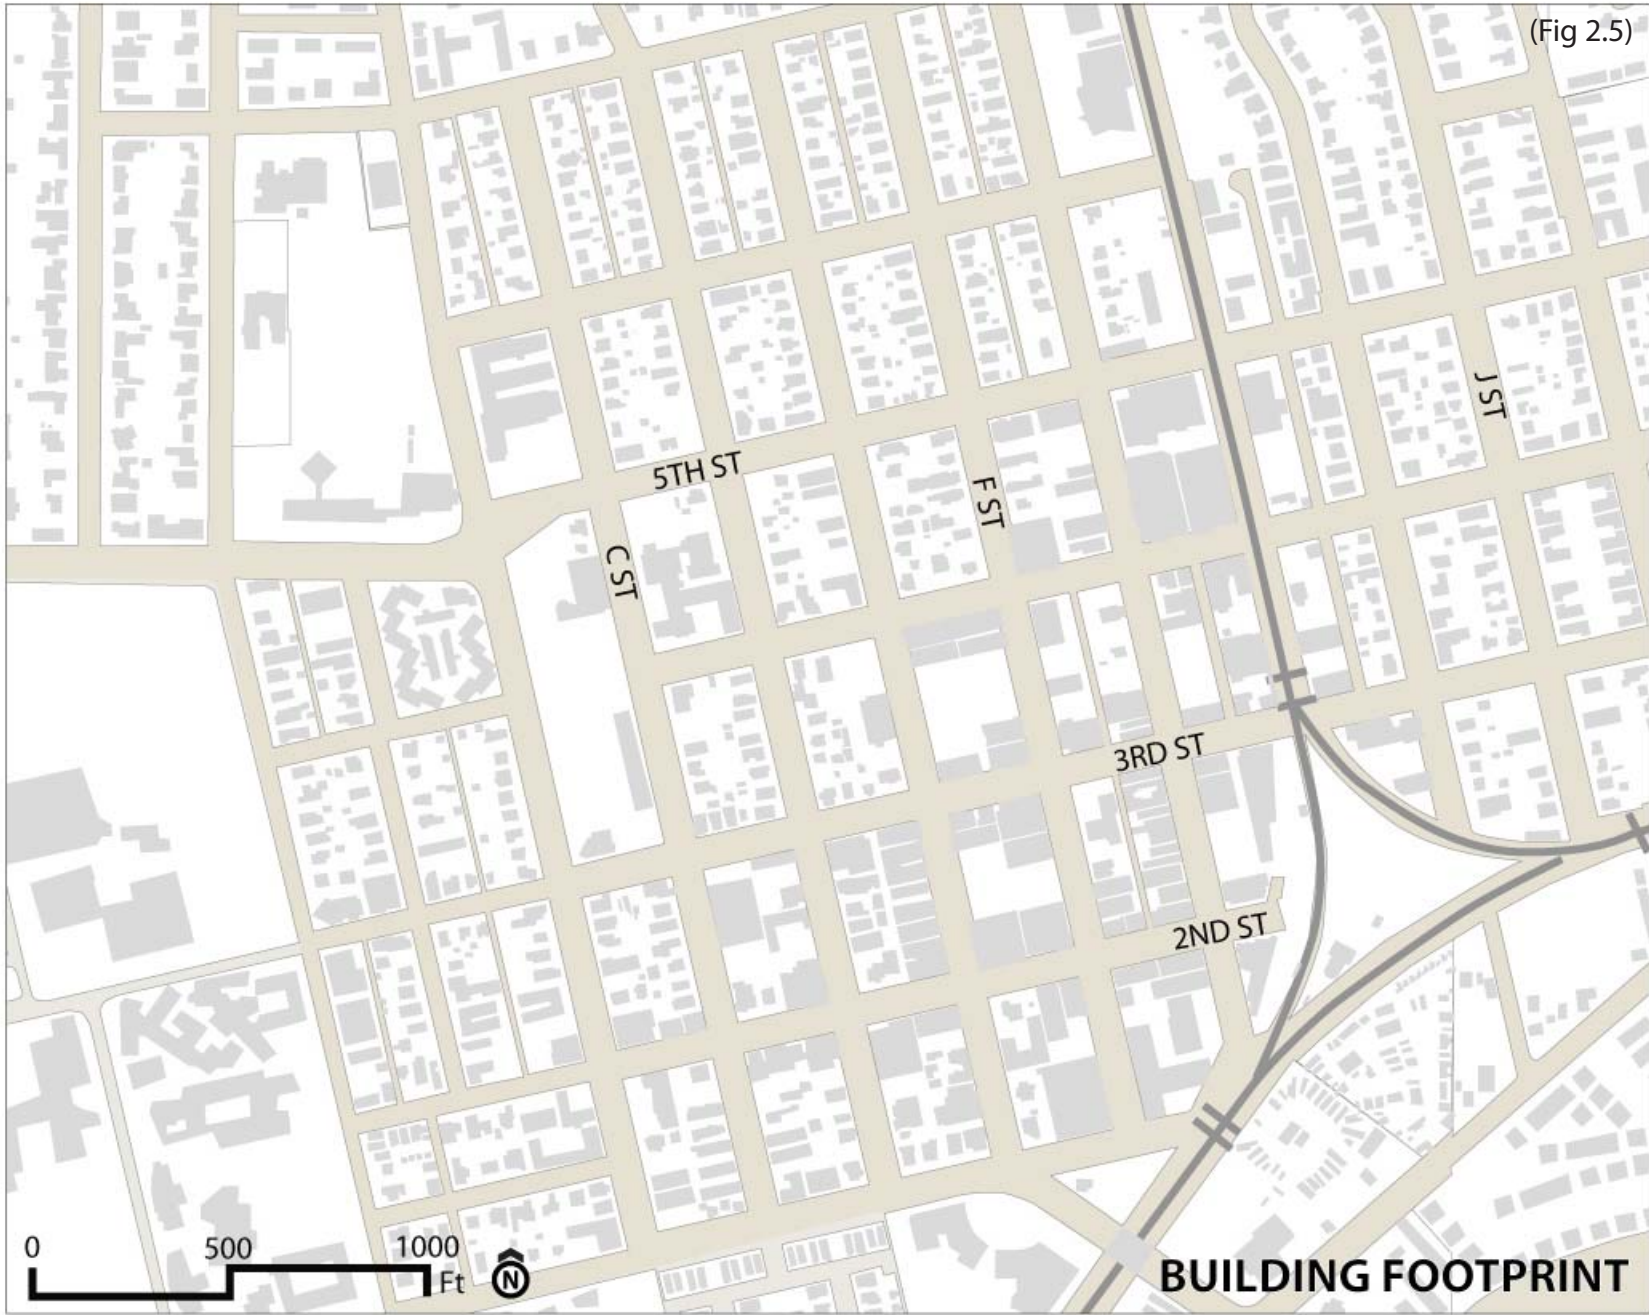 (Fig 2.5)
J ST
5TH ST
F ST
C ST
3RD ST
2ND ST
0 500 1000
Ft
N
BUILDING FOOTPRINT